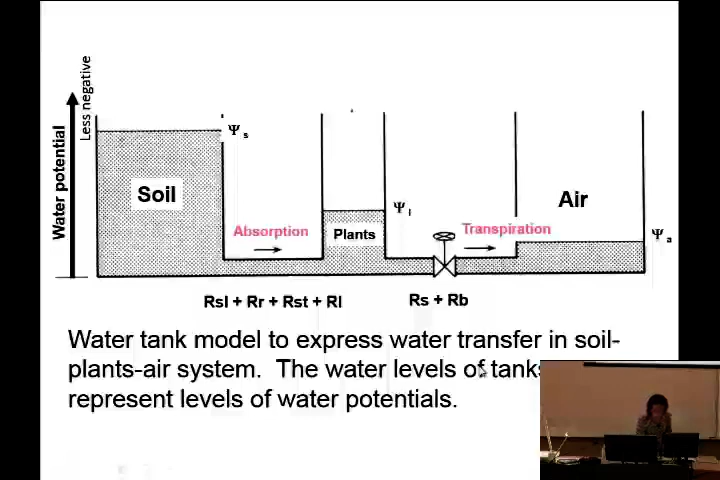 Less negative
Water potential
Ψs
Soil
Absorption
Plants
Ψl
Transpiration
Air
Ψa
Rsl + Rr + Rst + Rl
Rs + Rb
Water tank model to express water transfer in soil-
plants-air system. The water levels of tanks
represent levels of water potentials.